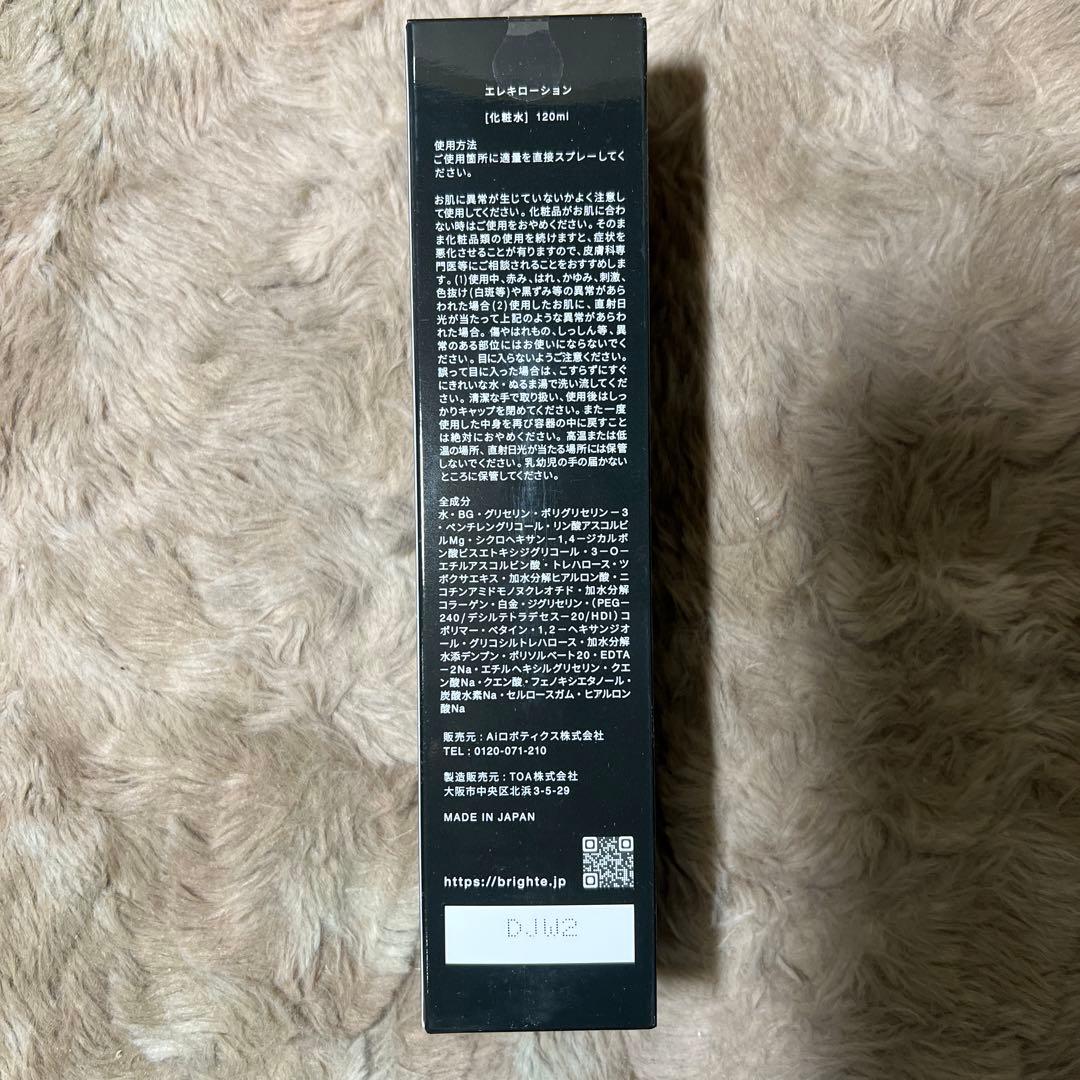 エレキローション
[化粧水] 120ml
使用方法
ご使用箇所に適量を直接スプレーしてく
ださい。
お肌に異常が生じていないかよく注意し
て使用してください。化粧品がお肌に合わ
ない時はご使用をおやめください。そのま
ま化粧品類の使用を続けますと、症状を
悪化させることが有りますので、皮膚科専
門医等にご相談されることをおすすめしま
す。(1)使用中、赤み、はれ、かゆみ、刺激、
色抜け(白斑等)や黒ずみ等の異常があら
われた場合(2)使用したお肌に、直射日
光が当たって上記のような異常があらわ
れた場合。傷やはれもの、しっしん等、異
常のある部位にはお使いにならないでく
ださい。目に入らないようご注意ください。
誤って目に入った場合は、こすらずにすぐ
にきれいな水・ぬるま湯で洗い流してくだ
さい。清潔な手で取り扱い、使用後はしっ
かりキャップを閉めてください。また一度
使用した中身を再び容器の中に戻すこと
は絶対におやめください。高温または低
温の場所、直射日光が当たる場所には保管
しないでください。乳幼児の手の届かない
ところに保管してください。
全成分
水・BG・グリセリン・ポリグリセリン－3
・ペンチレングリコール・リン酸アスコルビ
ルMg・シクロヘキサン－1,4－ジカルボ
ン酸ビスエトキシジグリコール・3－O－
エチルアスコルビン酸・トレハロース・ツ
ボクサエキス・加水分解ヒアルロン酸・ニ
コチンアミドモノヌクレオチド・加水分解
コラーゲン・白金・ジグリセリン・(PEG－
240/デシルテトラデセス－20/HDI)コ
ポリマー・ベタイン・1,2－ヘキサンジオ
ール・グリコシルトレハロース・加水分解
水添デンプン・ポリソルベート20・EDTA
－2Na・エチルヘキシルグリセリン・クエ
ン酸Na・クエン酸・フェノキシエタノール・
炭酸水素Na・セルロースガム・ヒアルロン
酸Na
販売元：Aiロボティクス株式会社
TEL：0120-071-210
製造販売元：TOA株式会社
大阪市中央区北浜3-5-29
MADE IN JAPAN
https://brighte.jp
DJW2